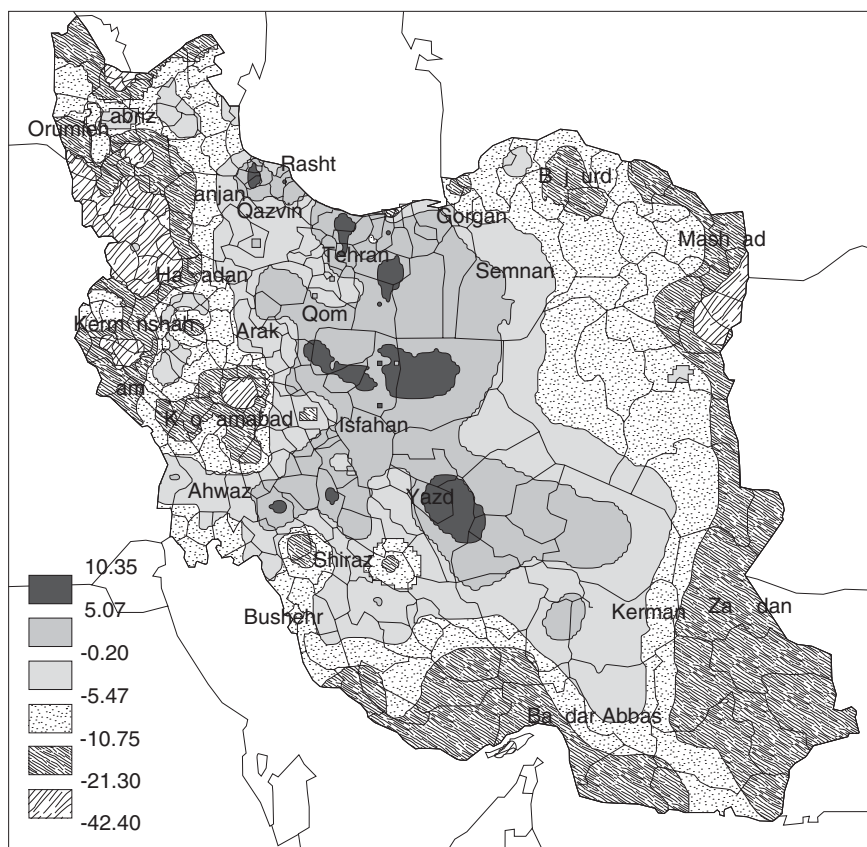 abriz
Orumieh
Rasht
B j urd
anjan
Qazvin
Gorgan
Mash ad
Tehran
Ha adan
Semnan
Qom
Kerm nshah
Arak
am
K g amabad
Isfahan
Ahwaz
Yazd
Shiraz
Bushehr
Kerman
Za dan
Ba dar Abbas
10.35
5.07
-0.20
-5.47
-10.75
-21.30
-42.40